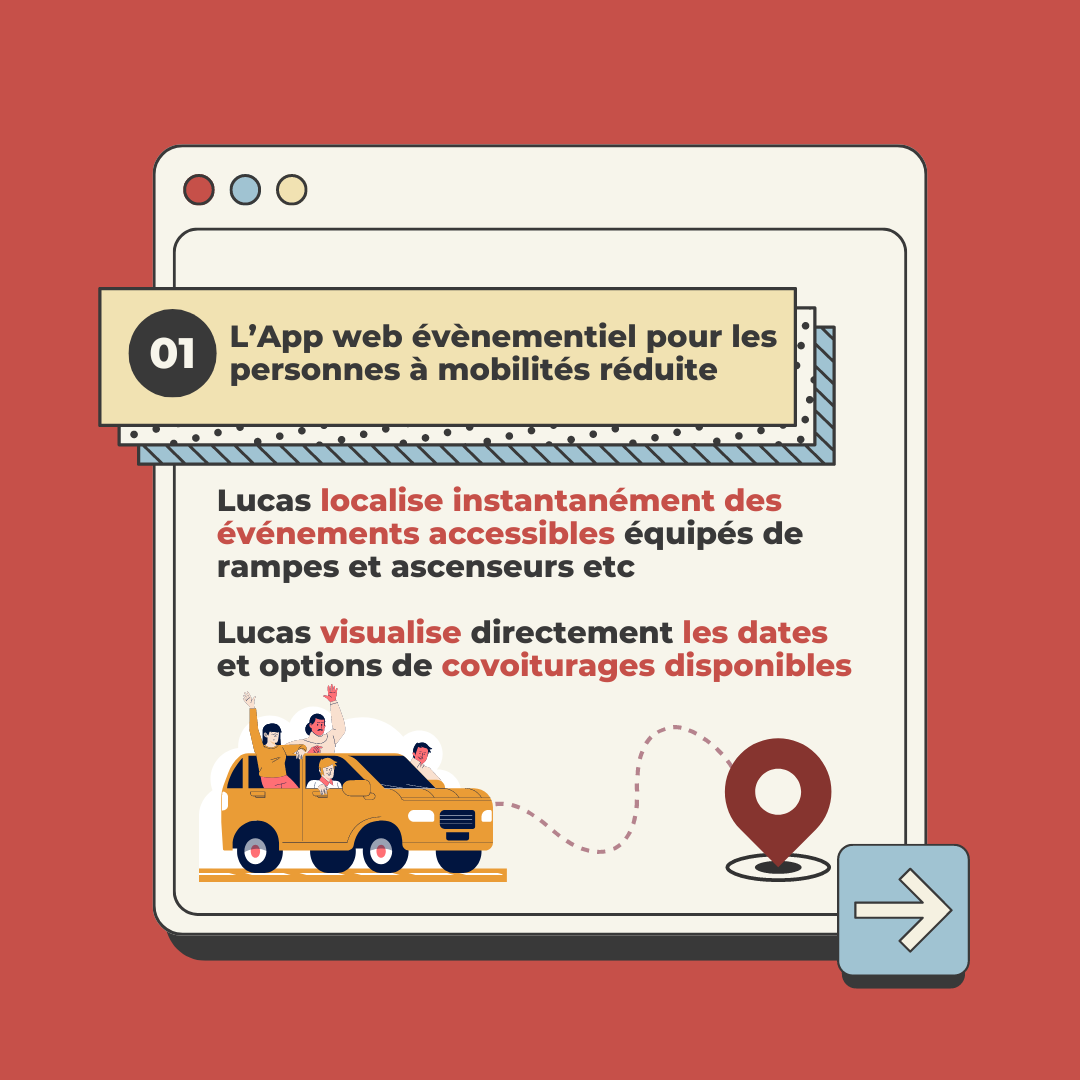 01
L’App web évènementiel pour les
personnes à mobilités réduite
Lucas localise instantanément des
événements accessibles équipés de
rampes et ascenseurs etc
Lucas visualise directement les dates
et options de covoiturages disponibles